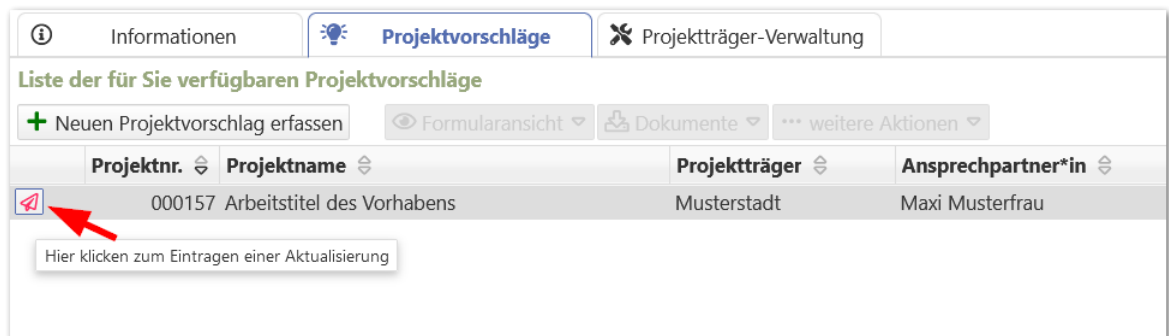 Informationen Projektvorschläge Projektträger-Verwaltung
Liste der für Sie verfügbaren Projektvorschläge
Neuen Projektvorschlag erfassen Formularansicht Dokumente ··· weitere Aktionen
Projektnr. Projektname Projektträger Ansprechpartner*in
000157 Arbeitstitel des Vorhabens Musterstadt Maxi Musterfrau
Hier klicken zum Eintragen einer Aktualisierung